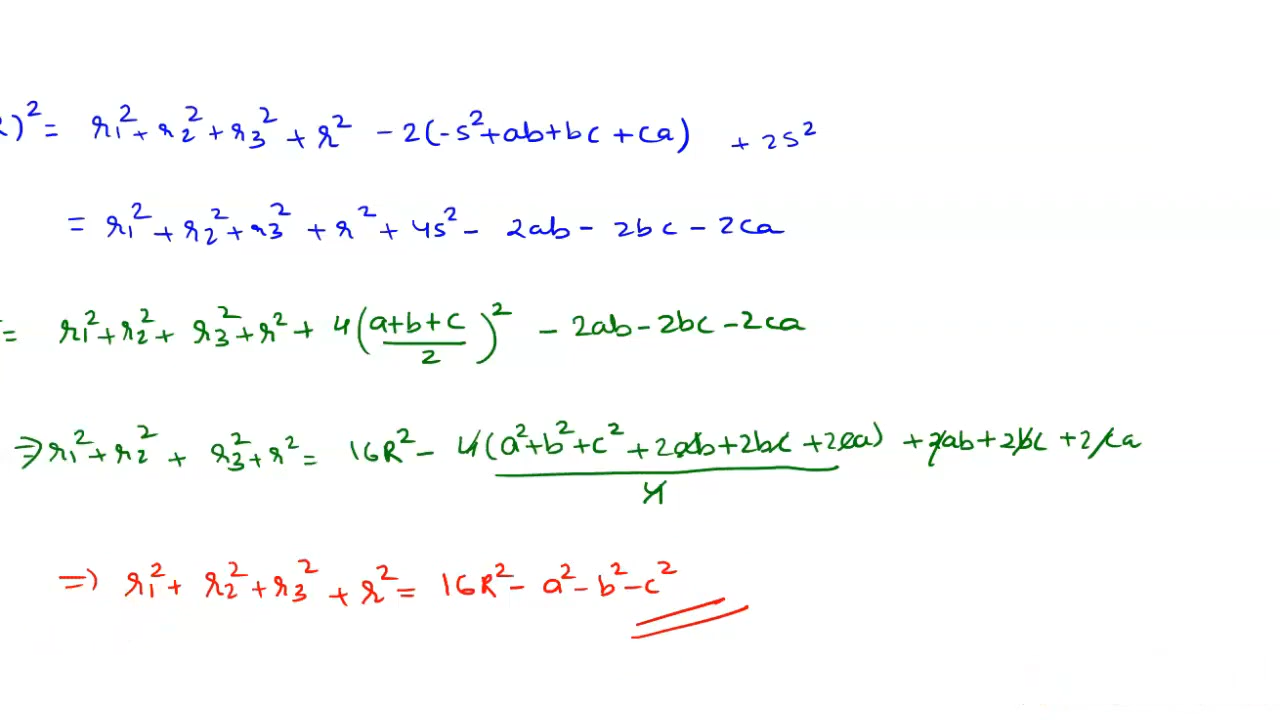 )² = r₁² + r₂² + r₃² + r² - 2(-s² + ab + bc + ca) + 2s²
= r₁² + r₂² + r₃² + r² + 4s² - 2ab - 2bc - 2ca
= r₁² + r₂² + r₃² + r² + 4((a+b+c)/2)² - 2ab - 2bc - 2ca
⇒ r₁² + r₂² + r₃² + r² = 16R² - 4(a² + b² + c² + 2ab + 2bc + 2ca)/4 + 2ab + 2bc + 2ca
⇒ r₁² + r₂² + r₃² + r² = 16R² - a² - b² - c²